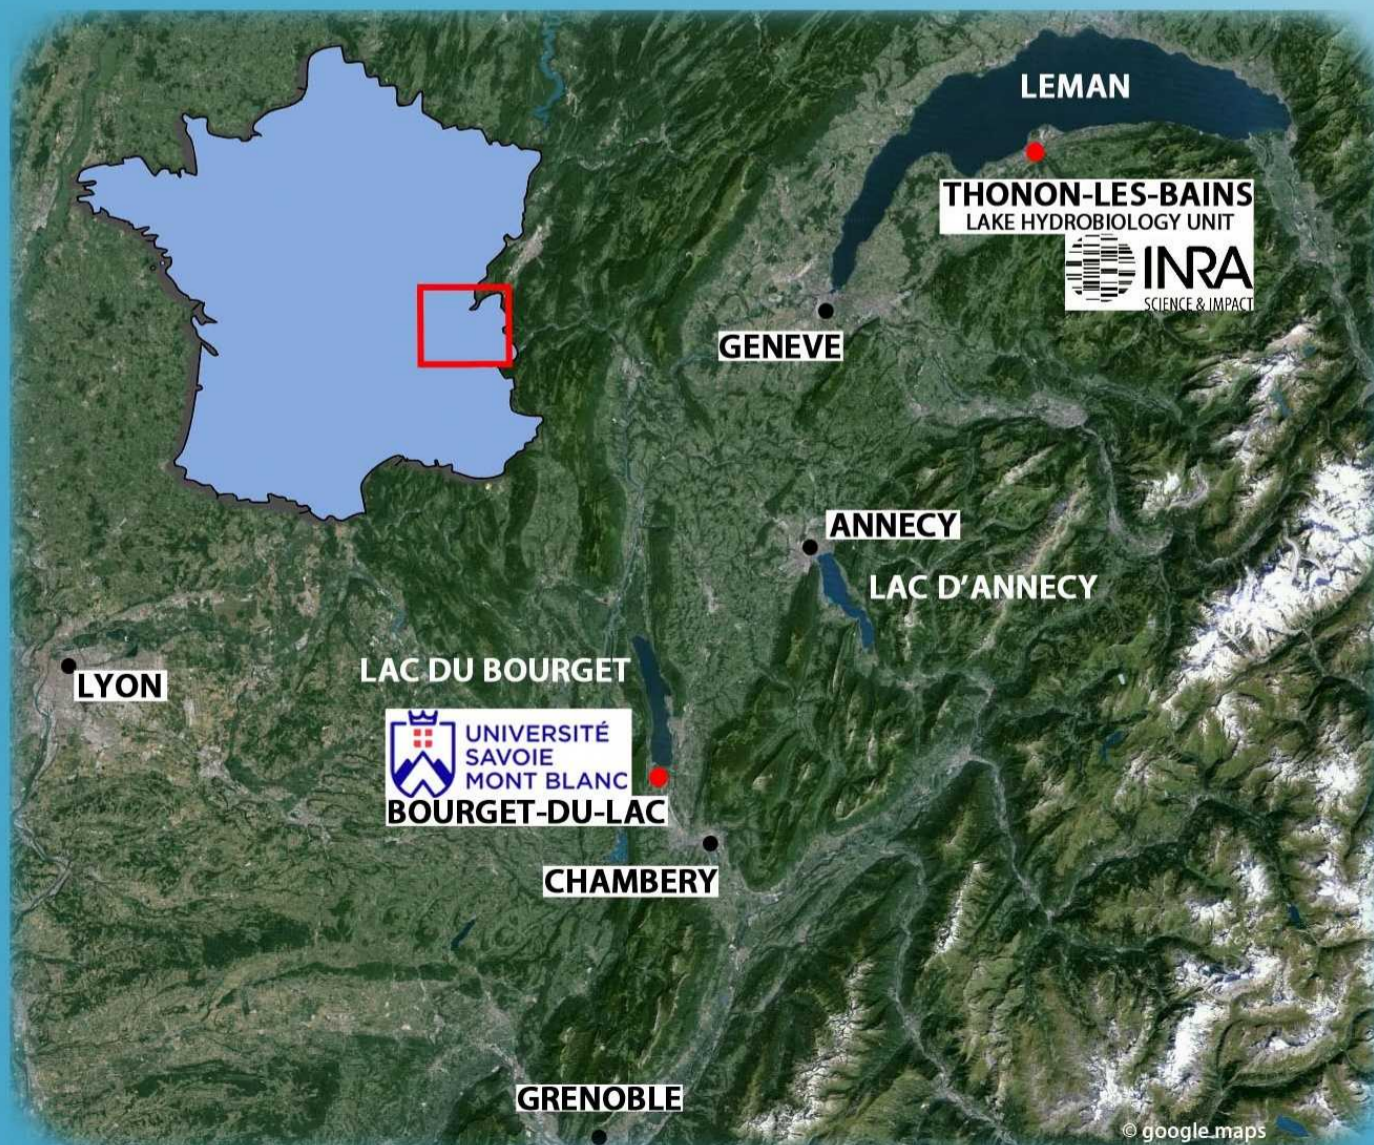 LEMAN
THONON-LES-BAINS
LAKE HYDROBIOLOGY UNIT
INRA
SCIENCE & IMPACT
GENEVE
ANNECY
LAC D'ANNECY
LAC DU BOURGET
LYON
UNIVERSITÉ
SAVOIE
MONT BLANC
BOURGET-DU-LAC
CHAMBERY
GRENOBLE
© google maps